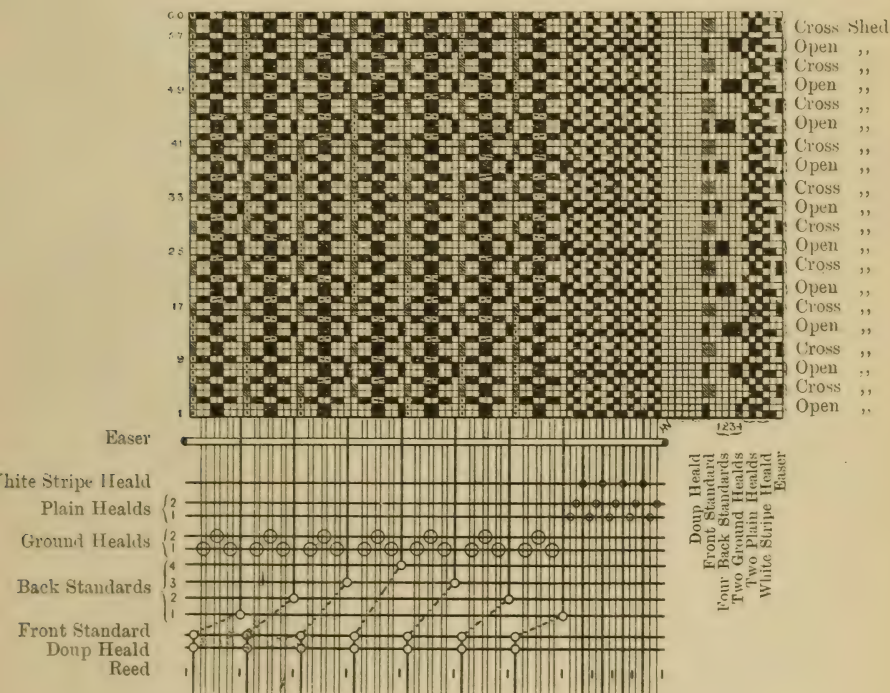 60
Cross Shed
57
Open ,,
Cross ,,
49
Open ,,
Cross ,,
Open ,,
41
Cross ,,
Open ,,
33
Cross ,,
Open ,,
Cross ,,
25
Open ,,
Cross ,,
Open ,,
17
Cross ,,
Open ,,
9
Cross ,,
Open ,,
Cross ,,
1
Open ,,
1234
Easer
hite Stripe Heald
Plain Healds
2
1
Ground Healds
2
1
Back Standards
4
3
2
1
Front Standard
Doup Heald
Reed
Doup Heald
Front Standard
Four Back Standards
Two Ground Healds
Two Plain Healds
White Stripe Heald
Easer